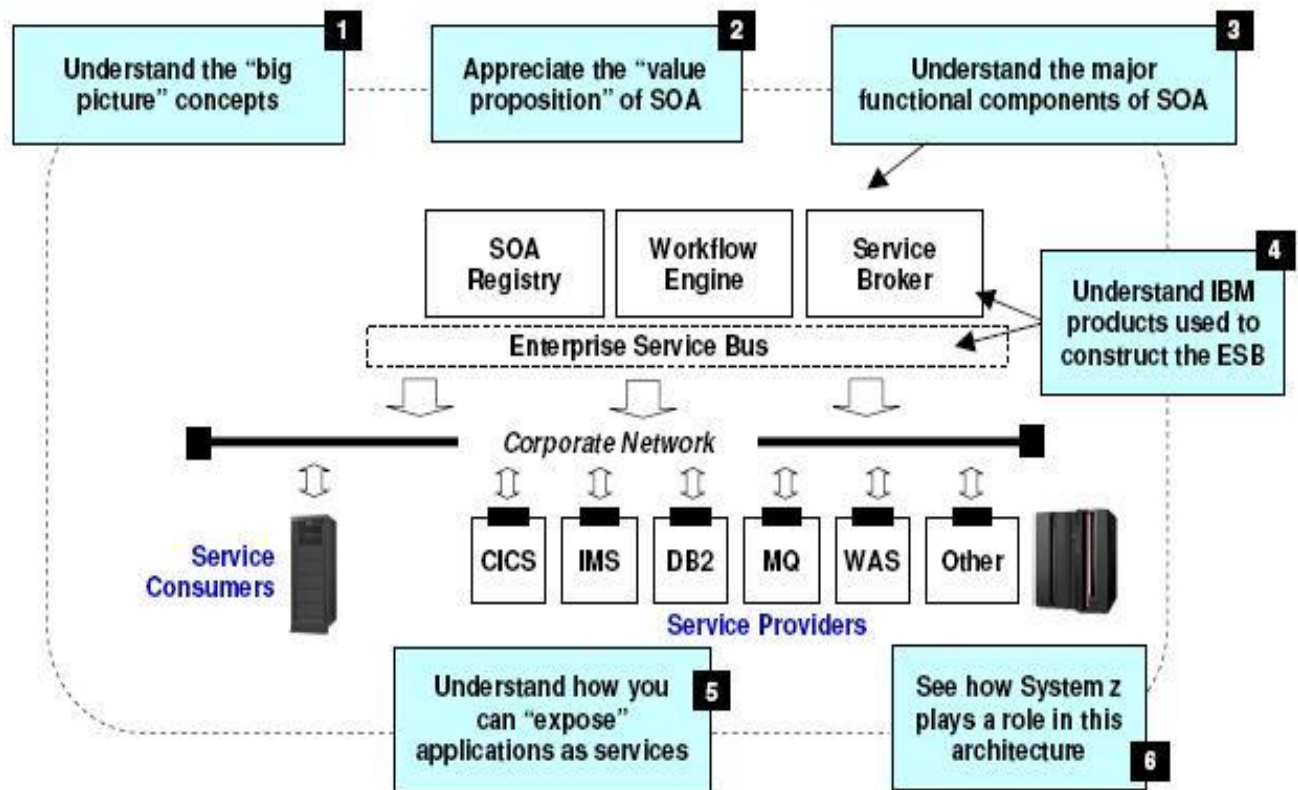 1
Understand the “big
picture” concepts
2
Appreciate the “value
proposition” of SOA
3
Understand the major
functional components of SOA
SOA
Registry
Workflow
Engine
Service
Broker
4
Understand IBM
products used to
construct the ESB
Enterprise Service Bus
Corporate Network
Service
Consumers
CICS
IMS
DB2
MQ
WAS
Other
Service Providers
Understand how you
can “expose”
applications as services
5
See how System z
plays a role in this
architecture
6